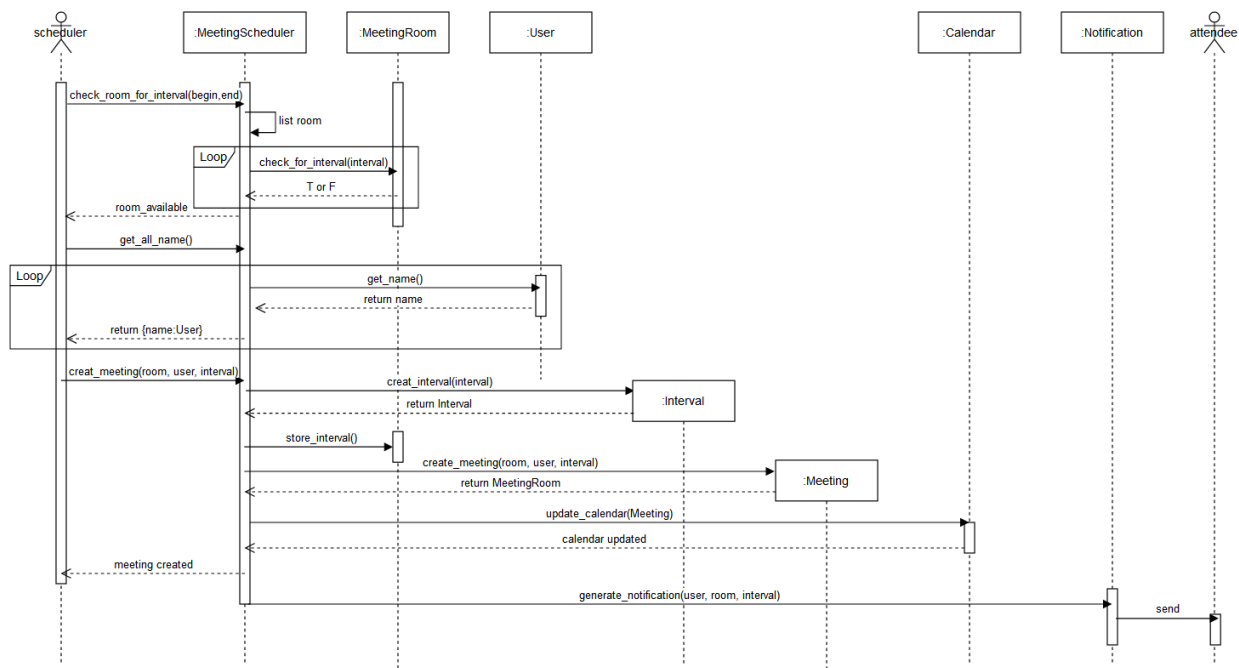 scheduler
:MeetingScheduler
:MeetingRoom
:User
:Calendar
:Notification
attendee
check_room_for_interval(begin,end)
list room
Loop
check_for_interval(interval)
T or F
room_available
get_all_name()
Loop
get_name()
return name
return {name:User}
creat_meeting(room, user, interval)
creat_interval(interval)
:Interval
return Interval
store_interval()
create_meeting(room, user, interval)
:Meeting
return MeetingRoom
update_calendar(Meeting)
calendar updated
meeting created
generate_notification(user, room, interval)
send